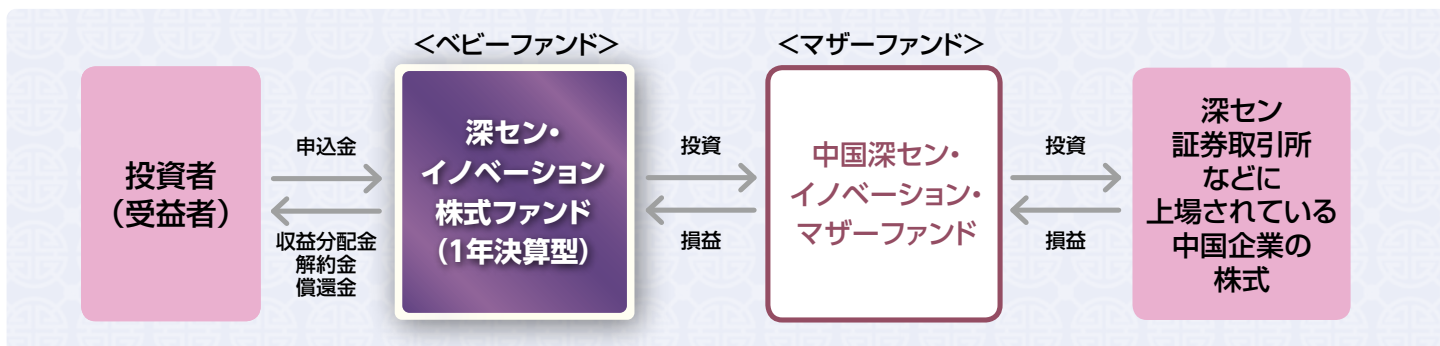 <ベビーファンド>
<マザーファンド>
投資者
(受益者)
申込金
収益分配金
解約金
償還金
深セン・
イノベーション
株式ファンド
(1年決算型)
投資
損益
中国深セン・
イノベーション・
マザーファンド
投資
損益
深セン
証券取引所
などに
上場されている
中国企業の
株式